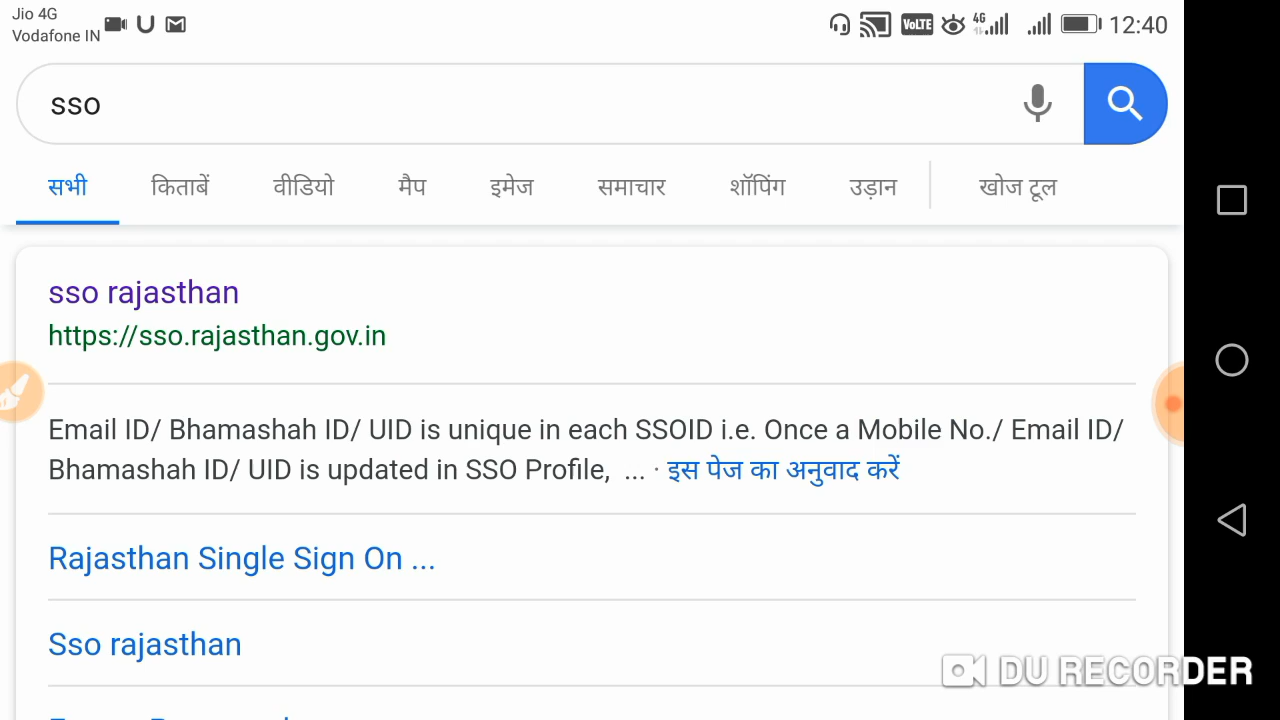 Jio 4G
Vodafone IN
VoLTE
4G
12:40
sso
सभी किताबें वीडियो मैप इमेज समाचार शॉपिंग उड़ान खोज टूल
sso rajasthan
https://sso.rajasthan.gov.in
Email ID/ Bhamashah ID/ UID is unique in each SSOID i.e. Once a Mobile No./ Email ID/
Bhamashah ID/ UID is updated in SSO Profile, ... · इस पेज का अनुवाद करें
Rajasthan Single Sign On ...
Sso rajasthan
DU RECORDER